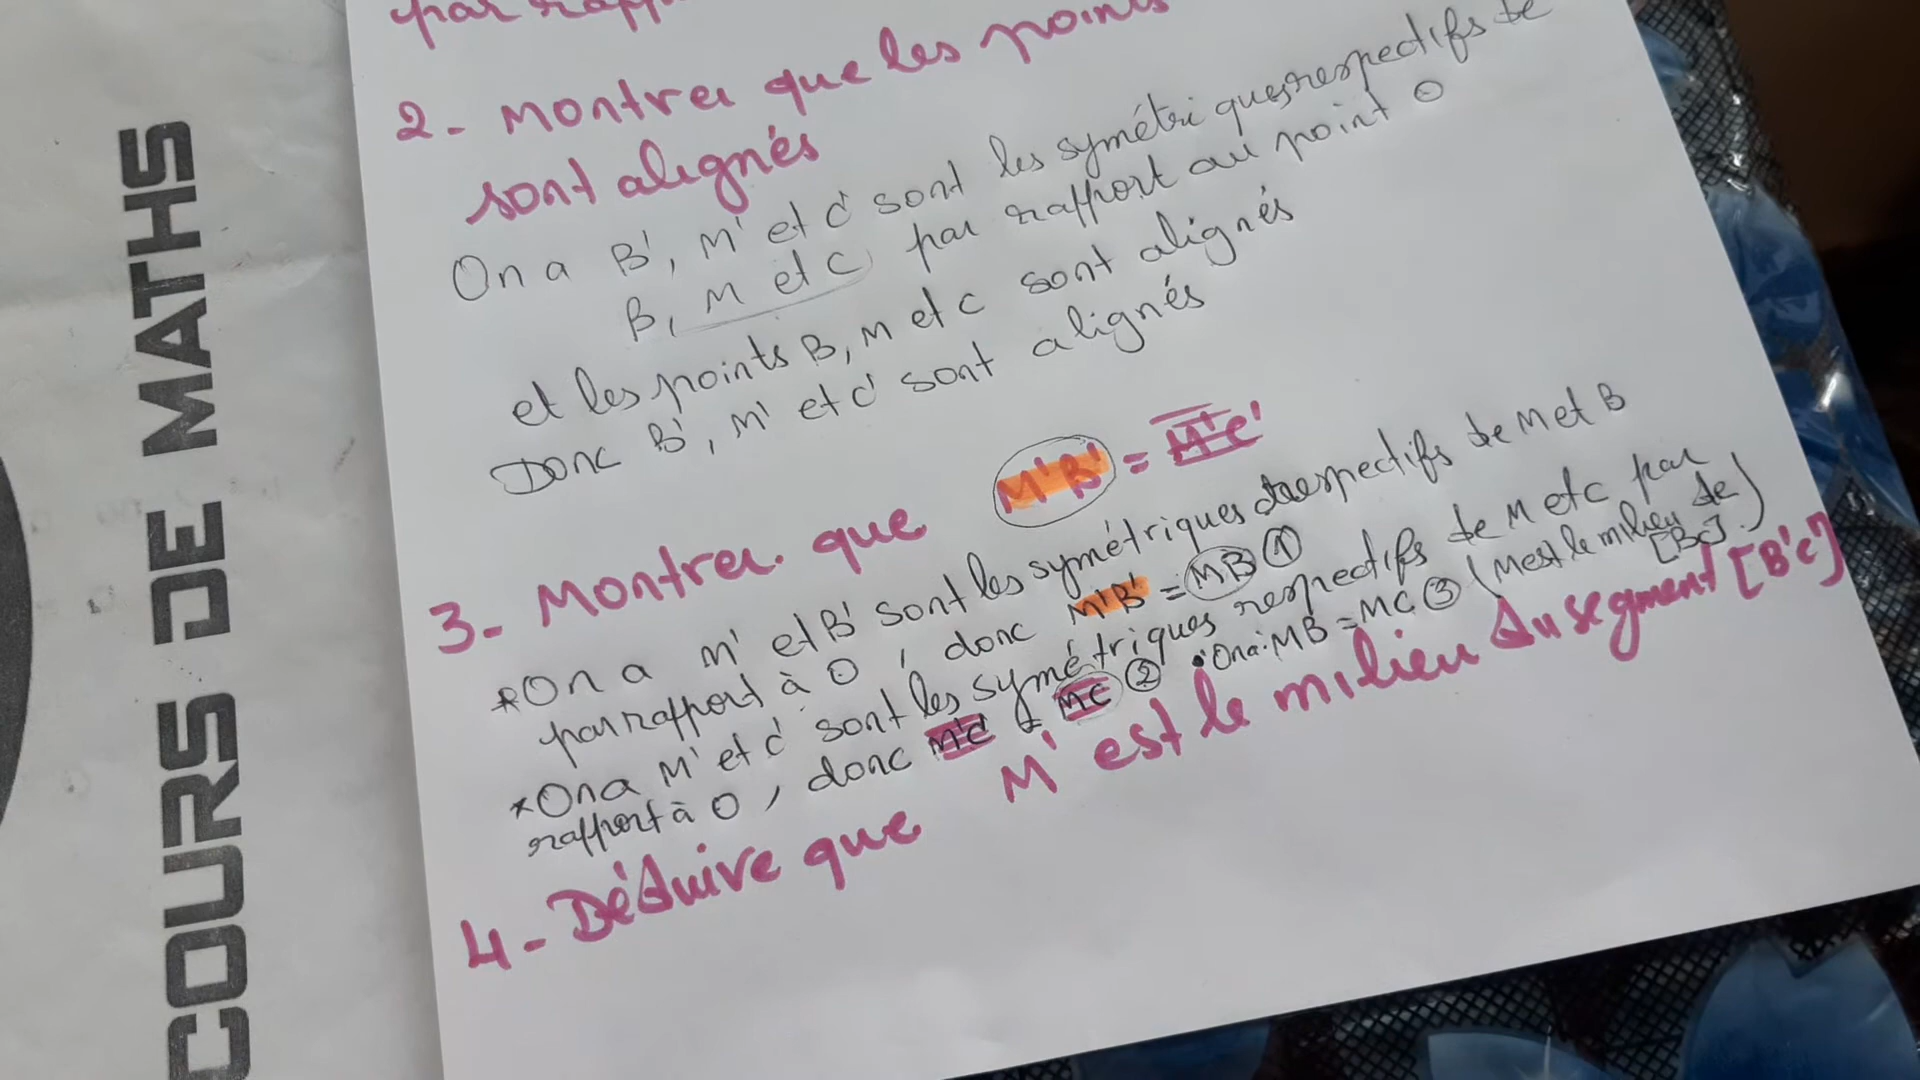 par rapp
2- Montrer que les points
sont alignés
On a B', M' et C' sont les symétriques respectifs de
B, M et C par rapport au point O
et les points B, M et C sont alignés
Donc B', M' et C' sont alignés
3- Montrer que M'B' = M'C'
*On a M' et B' sont les symétriques respectifs de M et B
par rapport à O, donc M'B' = MB ①
*On a M' et C' sont les symétriques respectifs de M et C par
rapport à O, donc M'C' = MC ② •On a: MB = MC ③ (M est le milieu de
[BC].)
4- Déduire que M' est le milieu du segment [B'C']
COURS DE MATHS